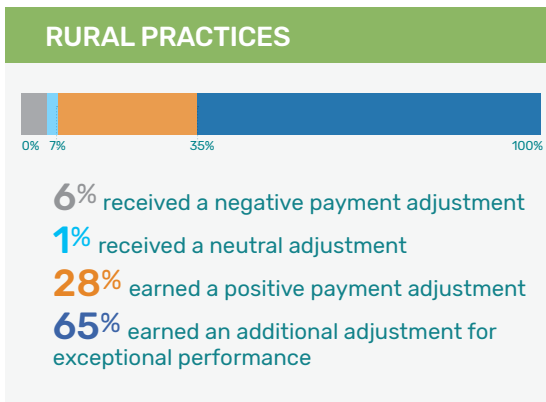 RURAL PRACTICES
0% 7% 35% 100%
6% received a negative payment adjustment
1% received a neutral adjustment
28% earned a positive payment adjustment
65% earned an additional adjustment for
exceptional performance